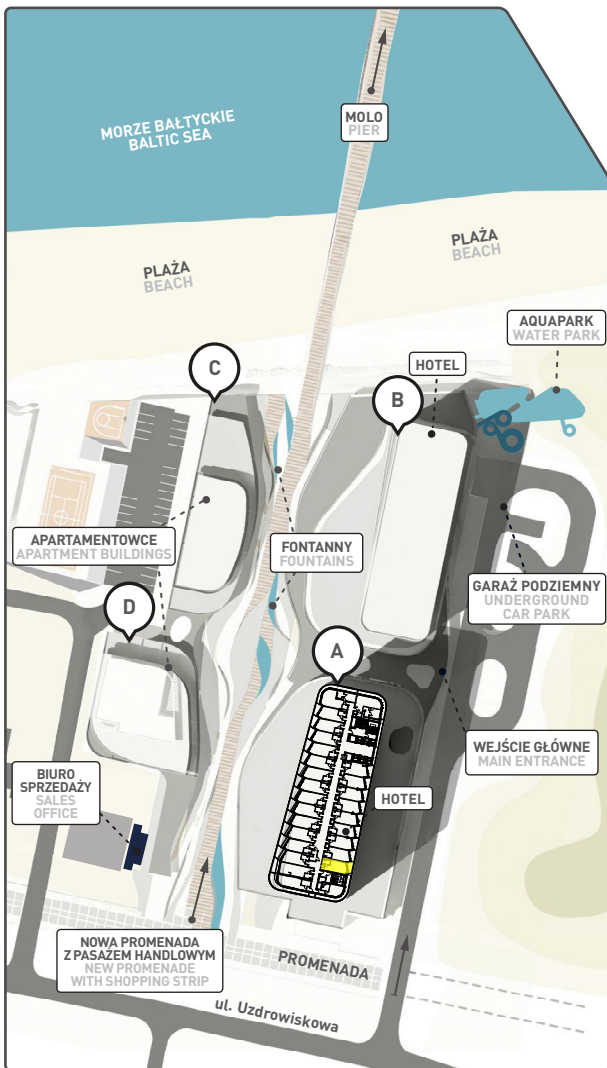 MORZE BAŁTYCKIE
BALTIC SEA
MOLO
PIER
PLAŻA
BEACH
PLAŻA
BEACH
AQUAPARK
WATER PARK
HOTEL
C
B
APARTAMENTOWCE
APARTMENT BUILDINGS
FONTANNY
FOUNTAINS
GARAŻ PODZIEMNY
UNDERGROUND
CAR PARK
D
A
WEJŚCIE GŁÓWNE
MAIN ENTRANCE
BIURO
SPRZEDAŻY
SALES
OFFICE
HOTEL
NOWA PROMENADA
Z PASAŻEM HANDLOWYM
NEW PROMENADE
WITH SHOPPING STRIP
PROMENADA
ul. Uzdrowiskowa